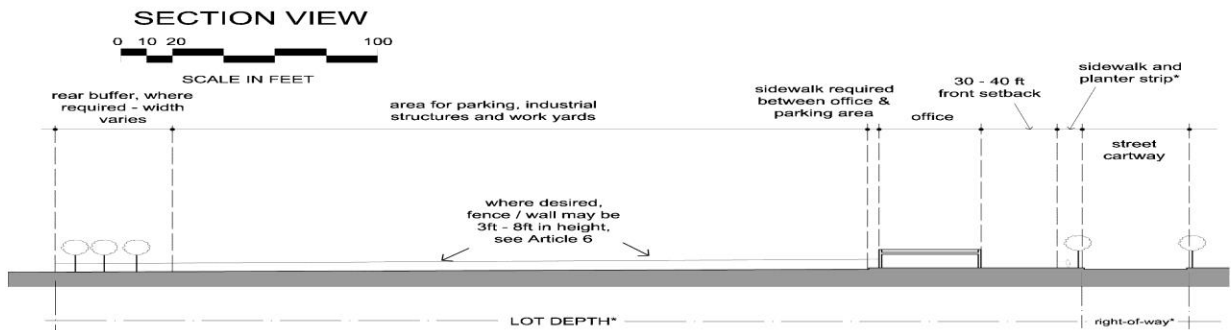 SECTION VIEW
0 10 20 100
SCALE IN FEET
rear buffer, where
required - width
varies
area for parking, industrial
structures and work yards
sidewalk required
between office &
parking area
office
30 - 40 ft
front setback
sidewalk and
planter strip*
street
cartway
where desired,
fence / wall may be
3ft - 8ft in height,
see Article 6
LOT DEPTH*
right-of-way*